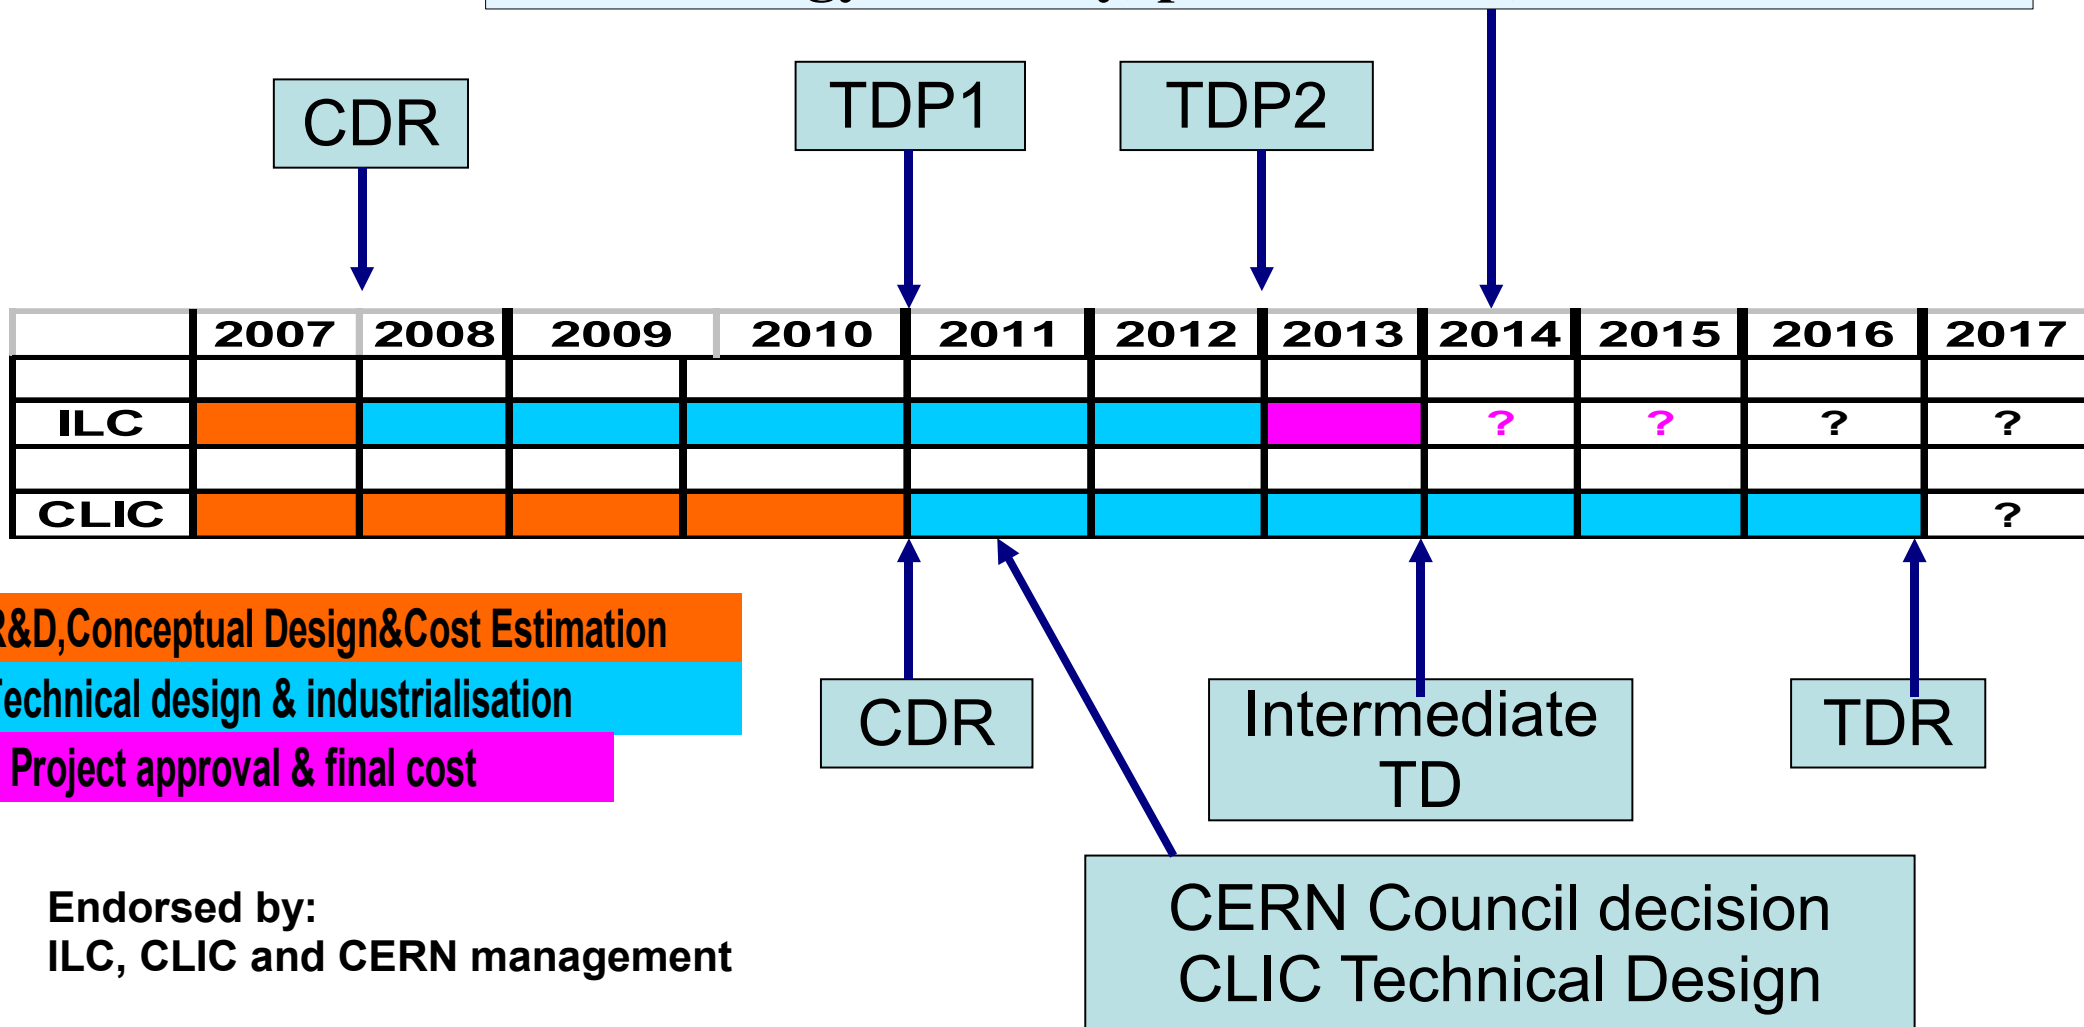 CDR
TDP1
TDP2
2007 2008 2009 2010 2011 2012 2013 2014 2015 2016 2017
ILC ? ? ? ?
CLIC ?
R&D,Conceptual Design&Cost Estimation
Technical design & industrialisation
Project approval & final cost
CDR
Intermediate
TD
TDR
CERN Council decision
CLIC Technical Design
Endorsed by:
ILC, CLIC and CERN management